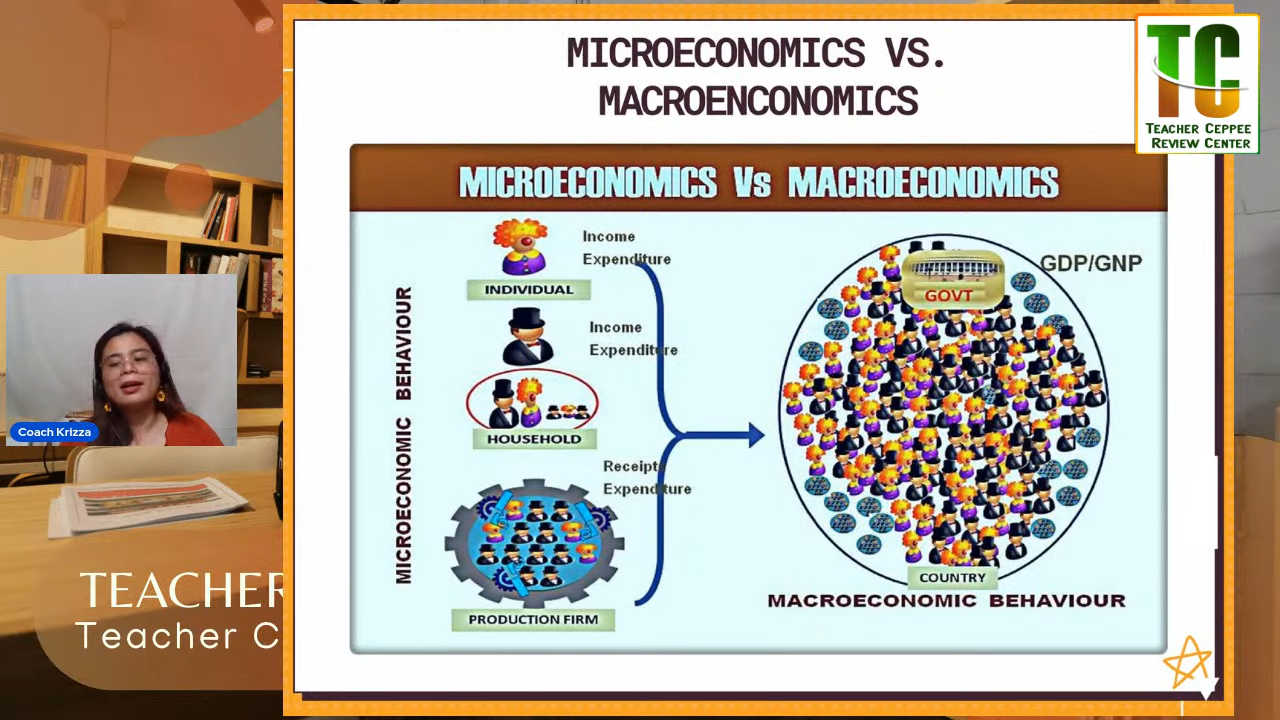 MICROECONOMICS VS.
MACROENCONOMICS
TEACHER CEPPEE
REVIEW CENTER
MICROECONOMICS Vs MACROECONOMICS
MICROECONOMIC BEHAVIOUR
Income
Expenditure
INDIVIDUAL
Income
Expenditure
HOUSEHOLD
Receipts
Expenditure
PRODUCTION FIRM
GOVT
GDP/GNP
COUNTRY
MACROECONOMIC BEHAVIOUR
Coach Krizza
TEACHER
Teacher C